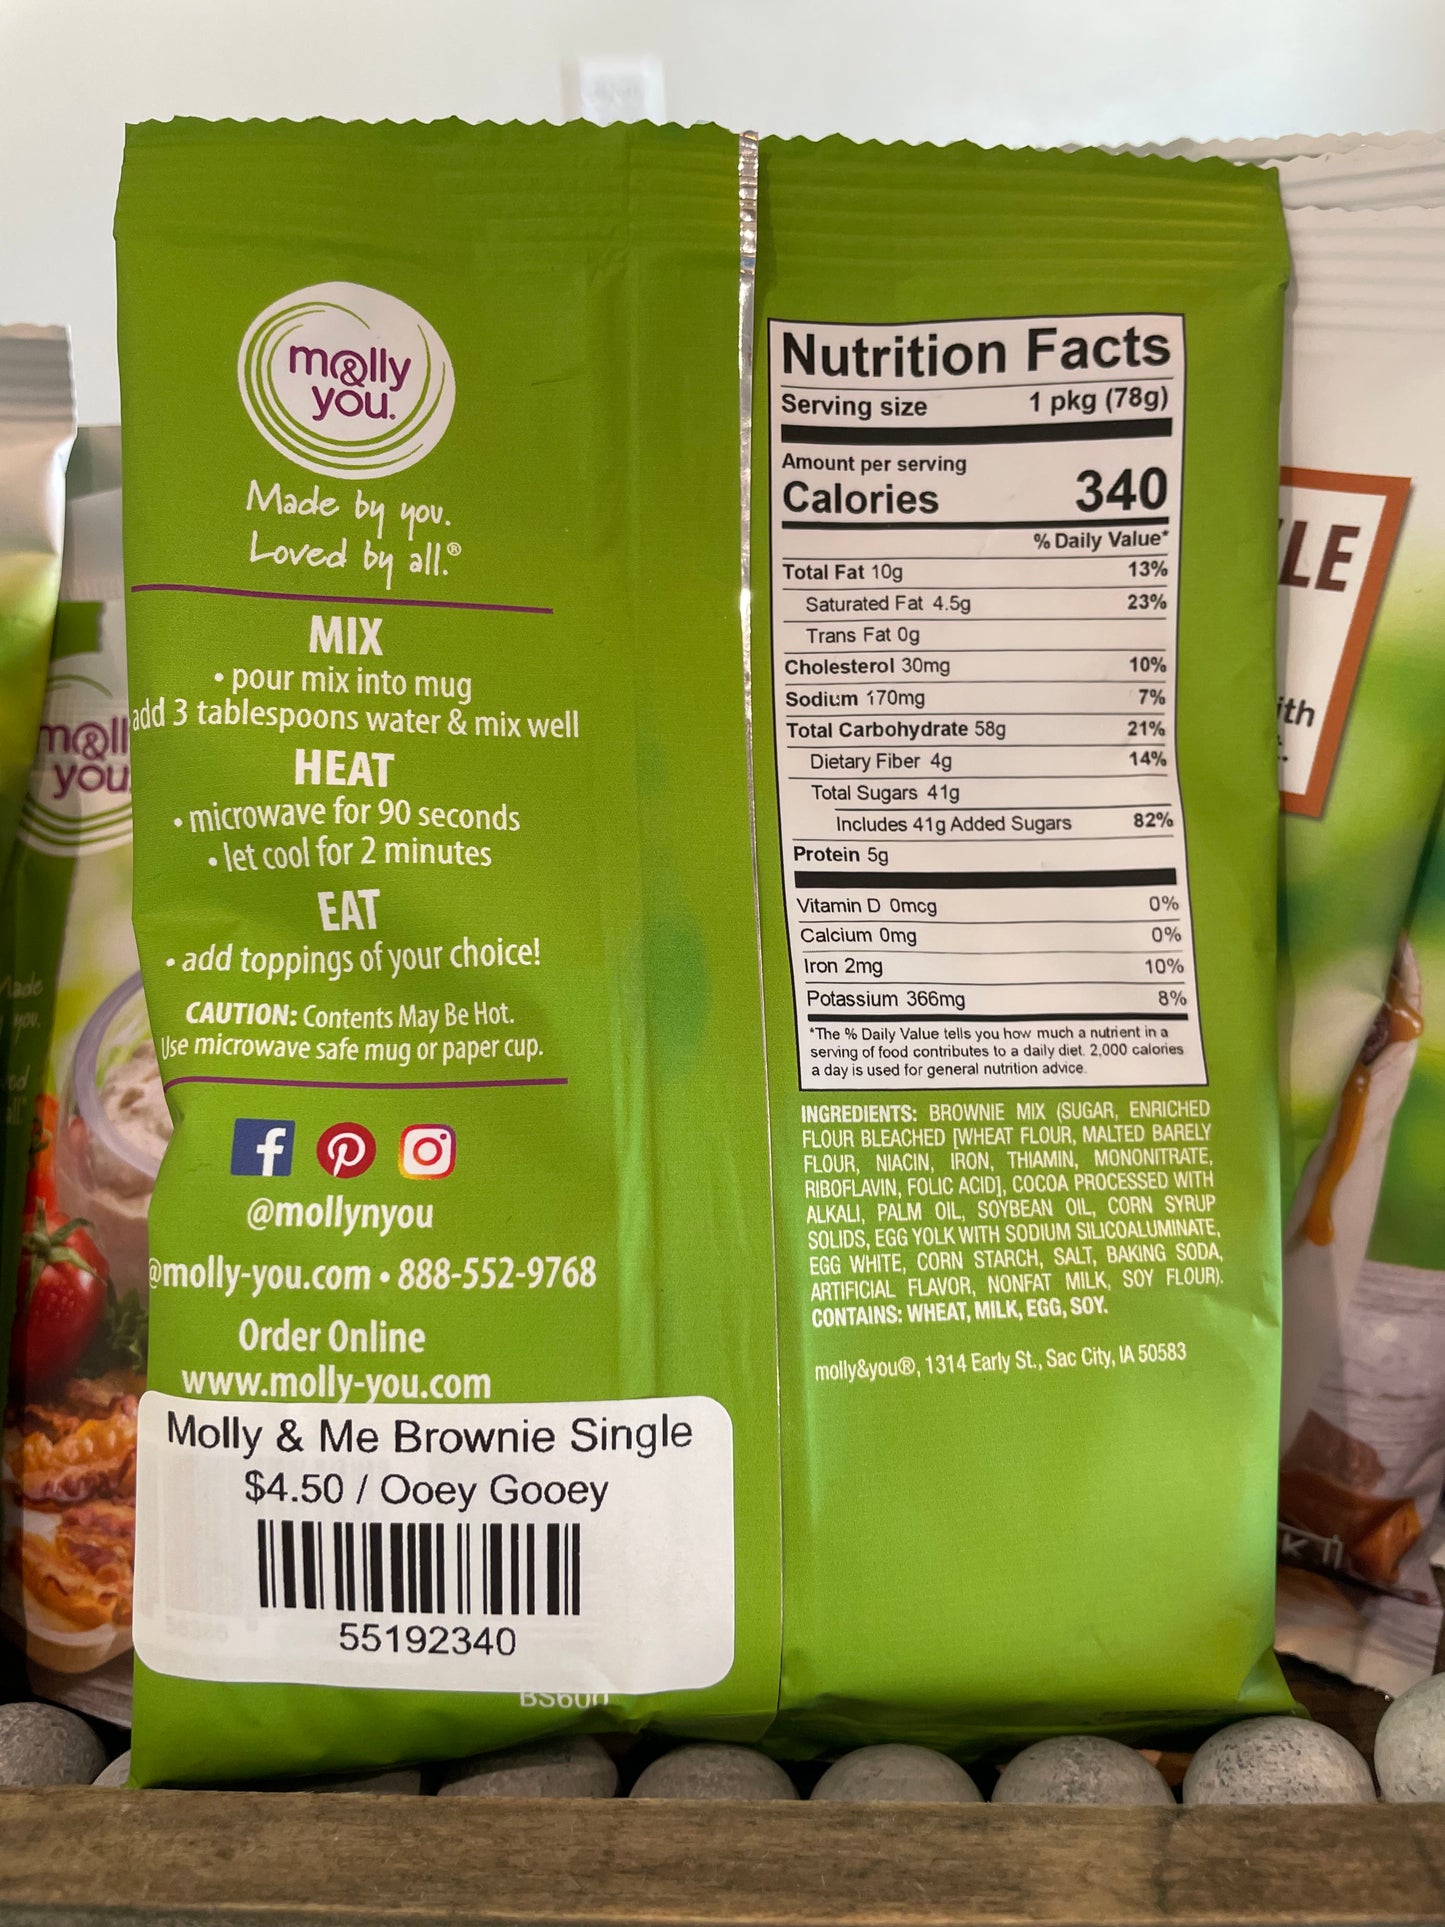 molly
& you.
Made by you.
Loved by all.®
MIX
• pour mix into mug
add 3 tablespoons water & mix well
HEAT
• microwave for 90 seconds
• let cool for 2 minutes
EAT
• add toppings of your choice!
CAUTION: Contents May Be Hot.
Use microwave safe mug or paper cup.
@mollynyou
@molly-you.com • 888-552-9768
Order Online
www.molly-you.com
Molly & Me Brownie Single
$4.50 / Ooey Gooey
55192340
Nutrition Facts
Serving size 1 pkg (78g)
Amount per serving
Calories 340
% Daily Value*
Total Fat 10g 13%
Saturated Fat 4.5g 23%
Trans Fat 0g
Cholesterol 30mg 10%
Sodium 170mg 7%
Total Carbohydrate 58g 21%
Dietary Fiber 4g 14%
Total Sugars 41g
Includes 41g Added Sugars 82%
Protein 5g
Vitamin D 0mcg 0%
Calcium 0mg 0%
Iron 2mg 10%
Potassium 366mg 8%
*The % Daily Value tells you how much a nutrient in a
serving of food contributes to a daily diet. 2,000 calories
a day is used for general nutrition advice.
INGREDIENTS: BROWNIE MIX (SUGAR, ENRICHED
FLOUR BLEACHED [WHEAT FLOUR, MALTED BARELY
FLOUR, NIACIN, IRON, THIAMIN, MONONITRATE,
RIBOFLAVIN, FOLIC ACID], COCOA PROCESSED WITH
ALKALI, PALM OIL, SOYBEAN OIL, CORN SYRUP
SOLIDS, EGG YOLK WITH SODIUM SILICOALUMINATE,
EGG WHITE, CORN STARCH, SALT, BAKING SODA,
ARTIFICIAL FLAVOR, NONFAT MILK, SOY FLOUR).
CONTAINS: WHEAT, MILK, EGG, SOY.
molly&you®, 1314 Early St., Sac City, IA 50583
you
Made
LE
ith